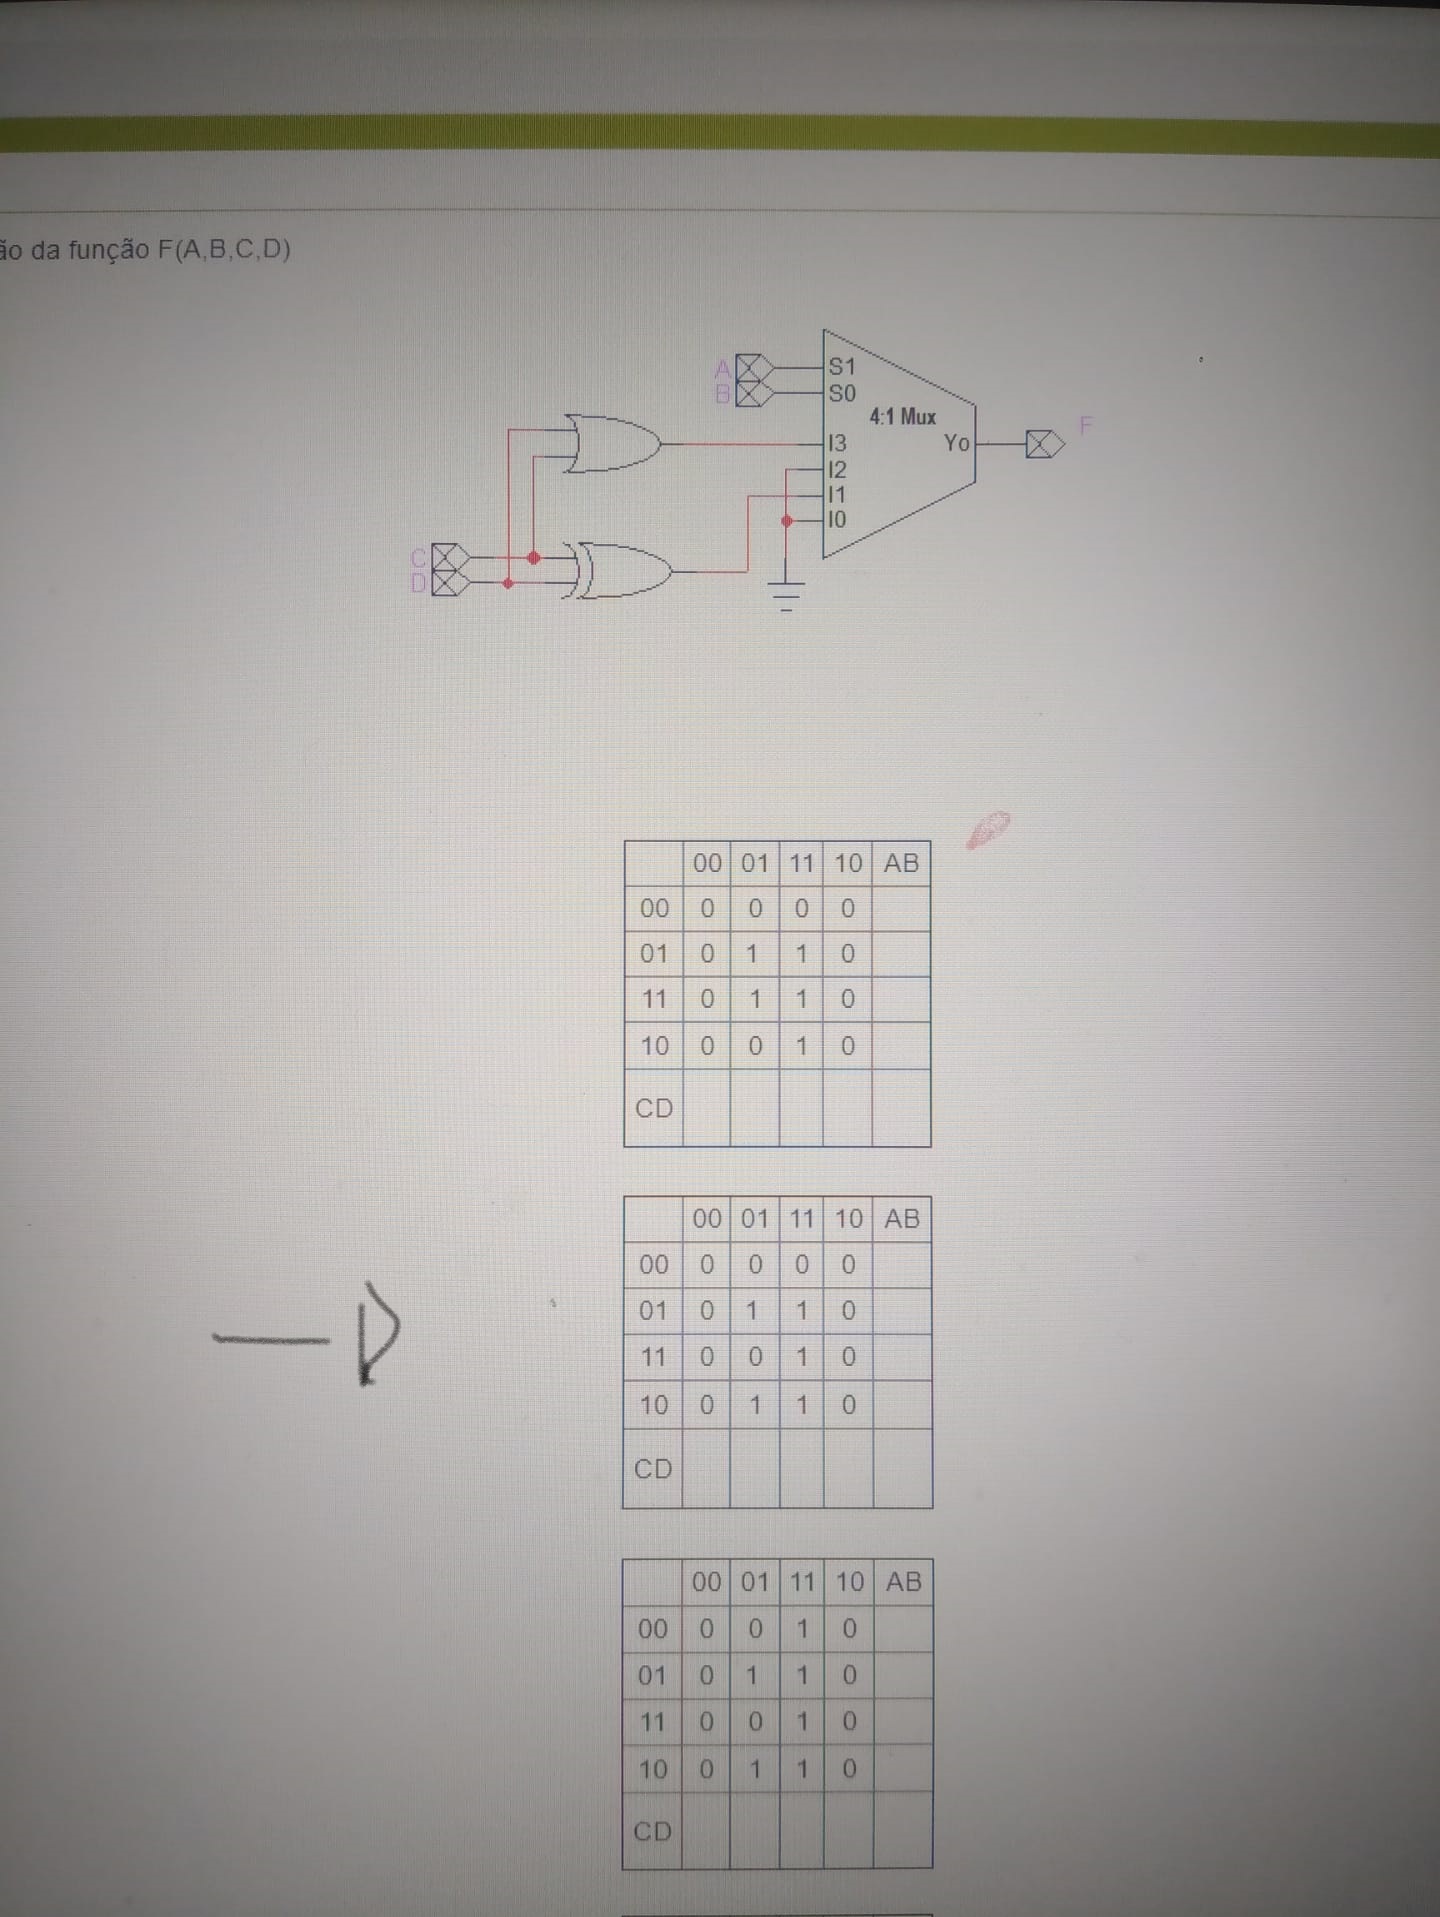 ão da função F(A,B,C,D)
A
S1
B
S0
4:1 Mux
F
I3
Yo
I2
I1
I0
C
D
00 01 11 10 AB
00 0 0 0 0
01 0 1 1 0
11 0 1 1 0
10 0 0 1 0
CD
00 01 11 10 AB
00 0 0 0 0
01 0 1 1 0
11 0 0 1 0
10 0 1 1 0
CD
00 01 11 10 AB
00 0 0 1 0
01 0 1 1 0
11 0 0 1 0
10 0 1 1 0
CD